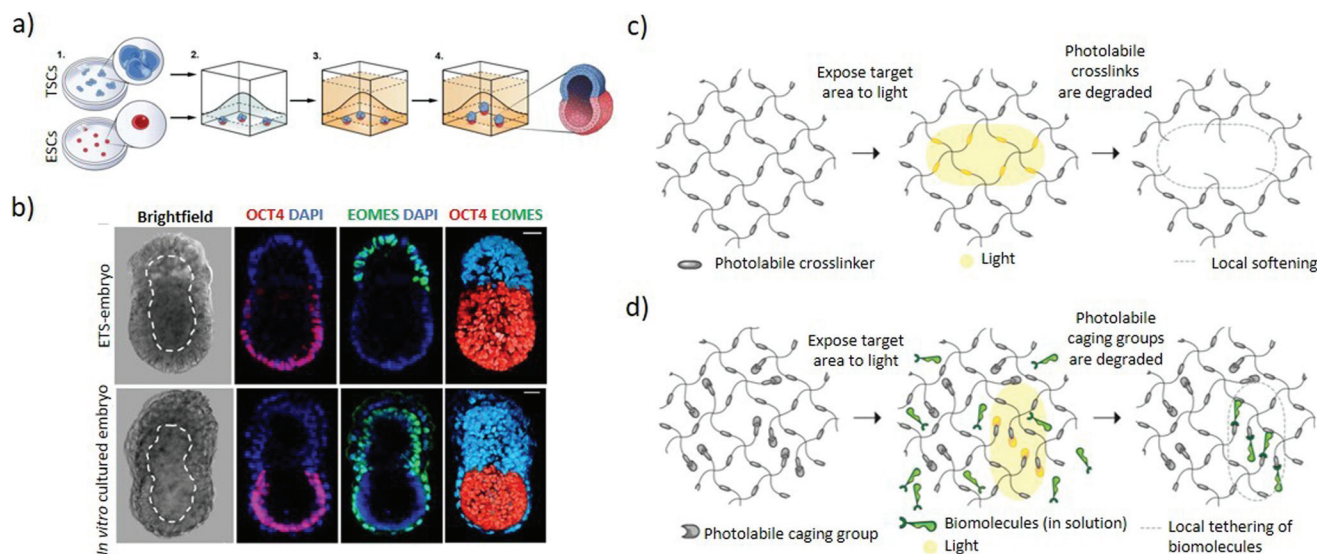 a)
1.
2.
3.
4.
TSCs
ESCs
b)
Brightfield
OCT4 DAPI
EOMES DAPI
OCT4 EOMES
ETS-embryo
In vitro cultured embryo
c)
Expose target
area to light
Photolabile
crosslinks
are degraded
Photolabile crosslinker
Light
Local softening
d)
Expose target
area to light
Photolabile
caging groups
are degraded
Photolabile caging group
Biomolecules (in solution)
Light
Local tethering of
biomolecules